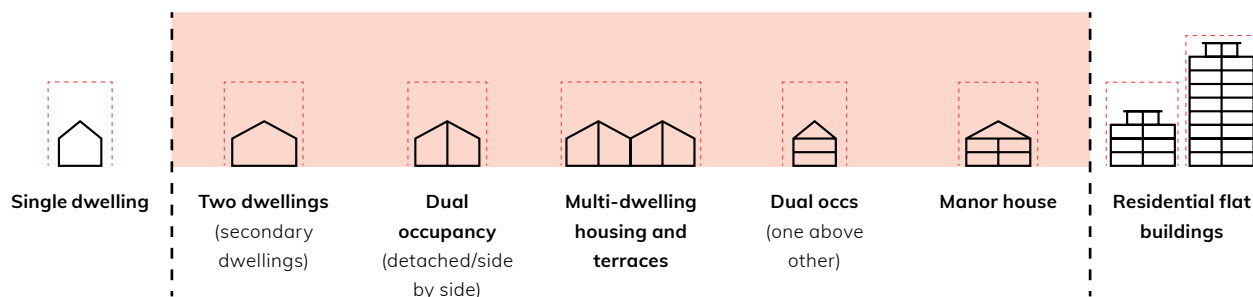 Single dwelling
Two dwellings
(secondary
dwellings)
Dual
occupancy
(detached/side
by side)
Multi-dwelling
housing and
terraces
Dual occs
(one above
other)
Manor house
Residential flat
buildings